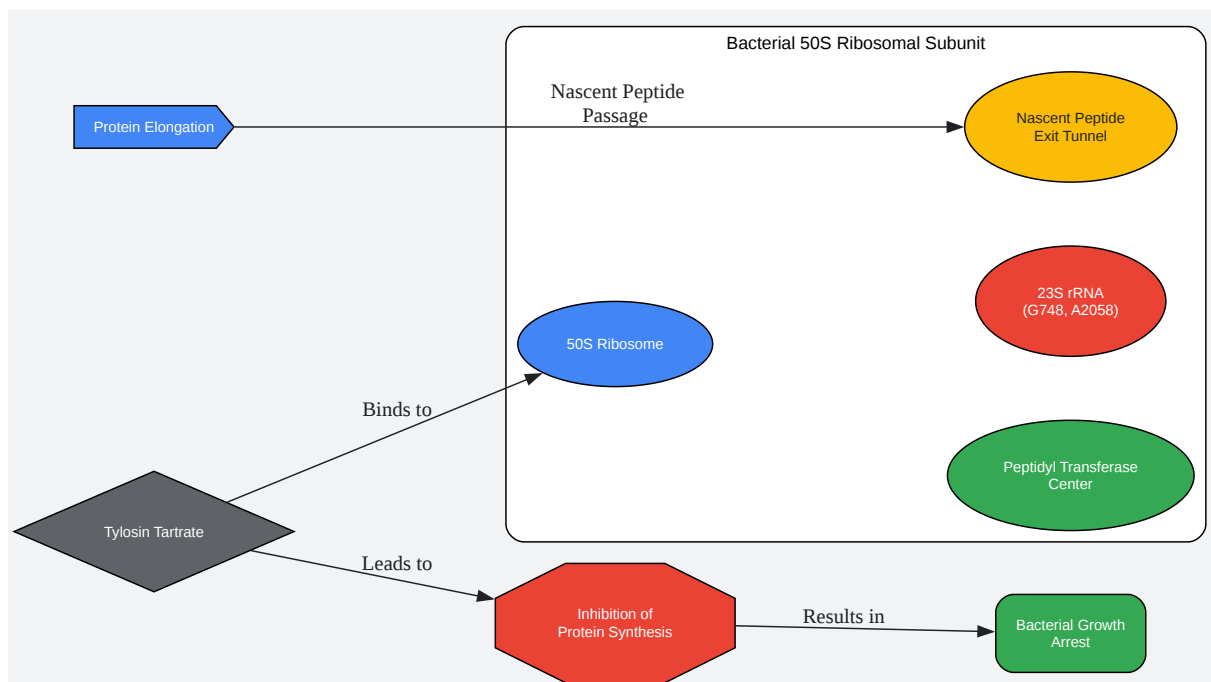 Bacterial 50S Ribosomal Subunit
Nascent Peptide
Passage
Protein Elongation
Nascent Peptide
Exit Tunnel
23S rRNA
(G748, A2058)
50S Ribosome
Binds to
Peptidyl Transferase
Center
Tylosin Tartrate
Leads to
Inhibition of
Protein Synthesis
Results in
Bacterial Growth
Arrest